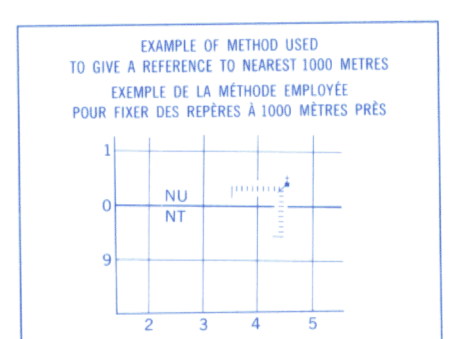 EXAMPLE OF METHOD USED
TO GIVE A REFERENCE TO NEAREST 1000 METRES
EXEMPLE DE LA MÉTHODE EMPLOYÉE
POUR FIXER DES REPÈRES À 1000 MÈTRES PRÈS
1
NU
0
NT
9
2 3 4 5